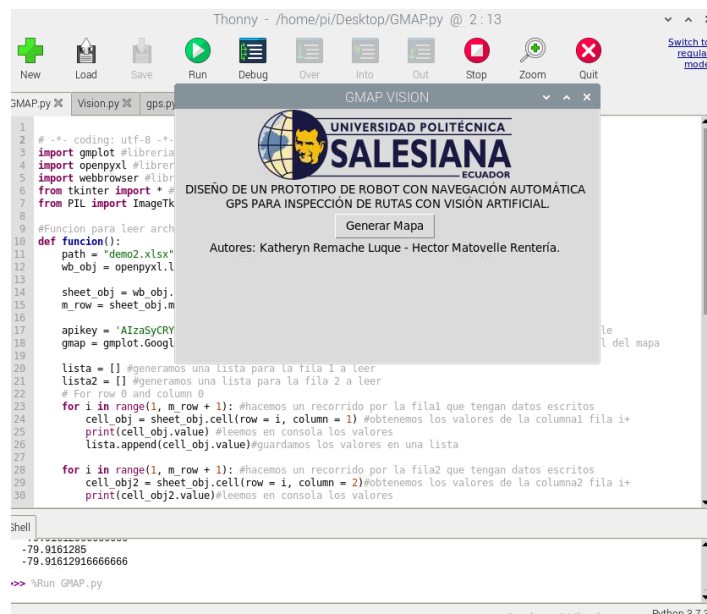 Thonny - /home/pi/Desktop/GMAP.py @ 2 : 13
New Load Save Run Debug Over Into Out Stop Zoom Quit
Switch to
regular
mode
GMAP.py Vision.py gps.py
GMAP VISION
UNIVERSIDAD POLITÉCNICA
SALESIANA
ECUADOR
DISEÑO DE UN PROTOTIPO DE ROBOT CON NAVEGACIÓN AUTOMÁTICA
GPS PARA INSPECCIÓN DE RUTAS CON VISIÓN ARTIFICIAL.
Generar Mapa
Autores: Katheryn Remache Luque - Hector Matovelle Rentería.
1
2 # -*- coding: utf-8 -*-
3 import gmplot #libreria
4 import openpyxl #librer
5 import webbrowser #libr
6 from tkinter import * #
7 from PIL import ImageTk
8
9 #Funcion para leer arch
10 def funcion():
11 path = "demo2.xlsx"
12 wb_obj = openpyxl.l
13
14 sheet_obj = wb_obj.
15 m_row = sheet_obj.m
16
17 apikey = 'AIzaSyCRY le
18 gmap = gmplot.Googl l del mapa
19
20 lista = [] #generamos una lista para la fila 1 a leer
21 lista2 = [] #generamos una lista para la fila 2 a leer
22 # For row 0 and column 0
23 for i in range(1, m_row + 1): #hacemos un recorrido por la fila1 que tengan datos escritos
24 cell_obj = sheet_obj.cell(row = i, column = 1) #obtenemos los valores de la columna1 fila i+
25 print(cell_obj.value) #leemos en consola los valores
26 lista.append(cell_obj.value)#guardamos los valores en una lista
27
28 for i in range(1, m_row + 1): #hacemos un recorrido por la fila2 que tengan datos escritos
29 cell_obj2 = sheet_obj.cell(row = i, column = 2)#obtenemos los valores de la columna2 fila i+
30 print(cell_obj2.value)#leemos en consola los valores
Shell
-79.9161285
-79.91612916666666
>>> %Run GMAP.py
Python 3.7.3